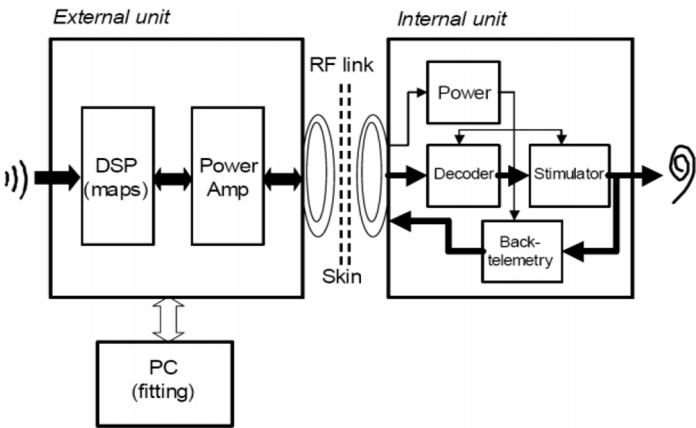 External unit
Internal unit
RF link
Power
DSP
(maps)
Power
Amp
Decoder
Stimulator
Back-
telemetry
Skin
PC
(fitting)